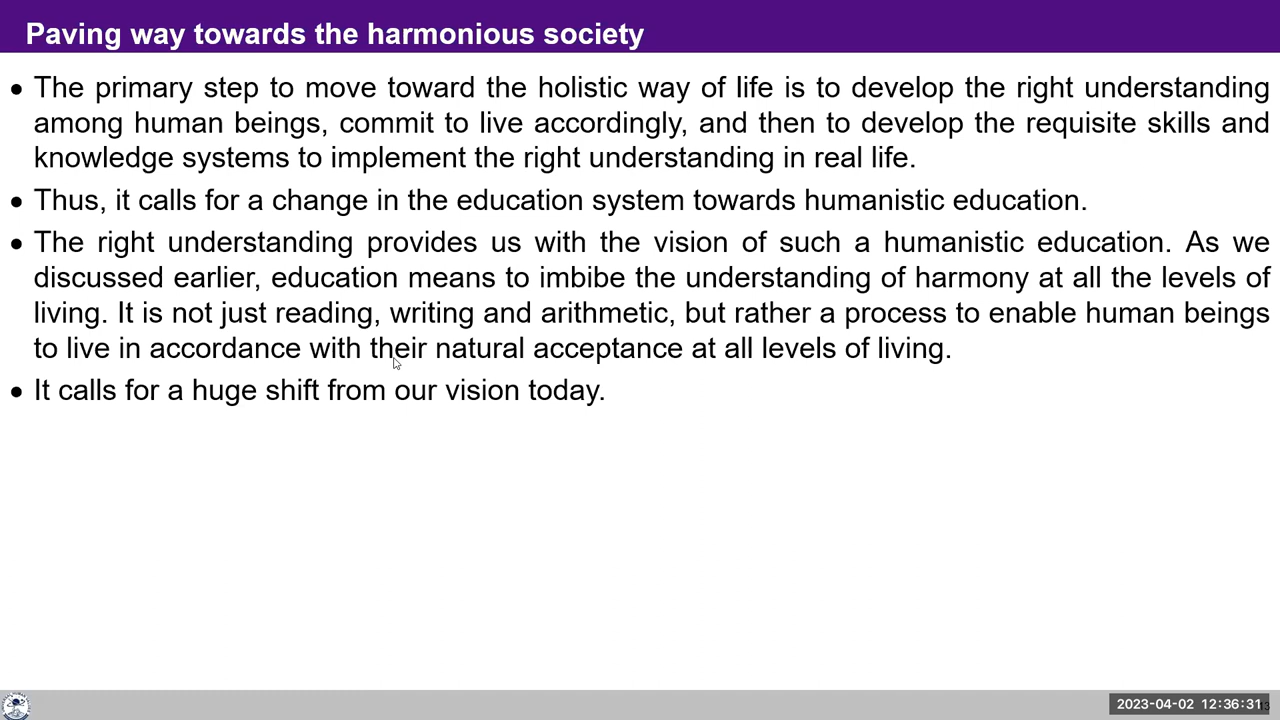 Paving way towards the harmonious society
• The primary step to move toward the holistic way of life is to develop the right understanding
among human beings, commit to live accordingly, and then to develop the requisite skills and
knowledge systems to implement the right understanding in real life.
• Thus, it calls for a change in the education system towards humanistic education.
• The right understanding provides us with the vision of such a humanistic education. As we
discussed earlier, education means to imbibe the understanding of harmony at all the levels of
living. It is not just reading, writing and arithmetic, but rather a process to enable human beings
to live in accordance with their natural acceptance at all levels of living.
• It calls for a huge shift from our vision today.
2023-04-02 12:36:31